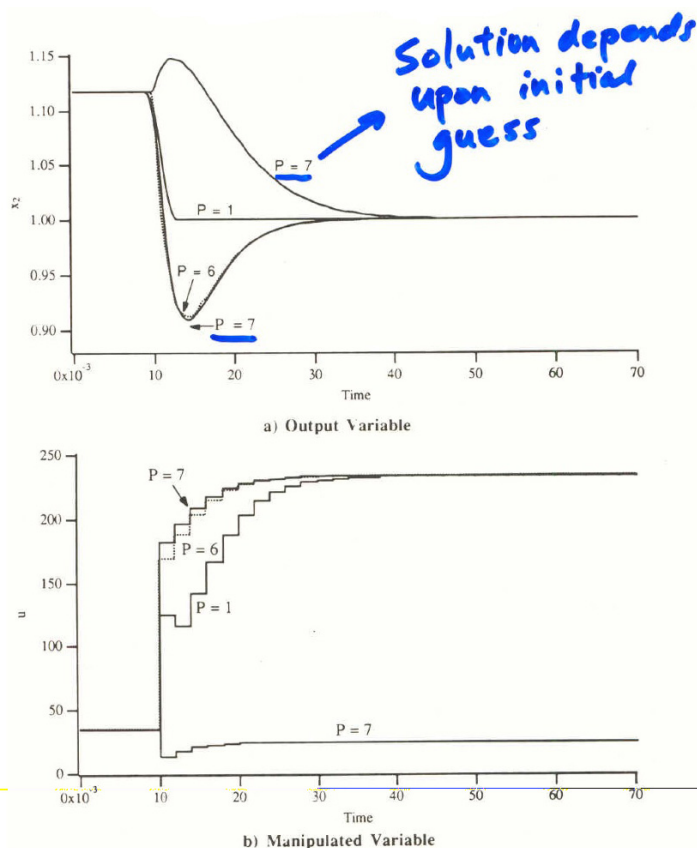 Solution depends
upon initial
guess
1.15
1.10
1.05
1.00
0.95
0.90
x2
P = 7
P = 1
P = 6
P = 7
0x10⁻³ 10 20 30 40 50 60 70
Time
a) Output Variable
250
200
150
100
50
0
u
P = 7
P = 6
P = 1
P = 7
0x10⁻³ 10 20 30 40 50 60 70
Time
b) Manipulated Variable